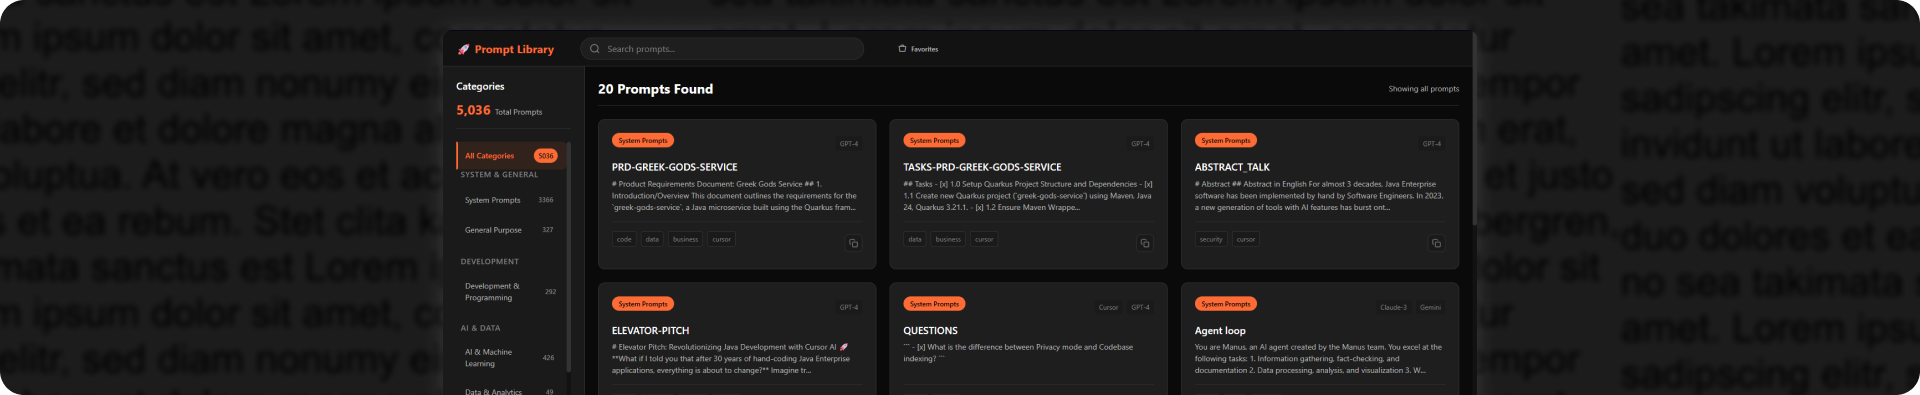 🚀 Prompt Library
Search prompts...
Favorites
Categories
5,036 Total Prompts
All Categories 5036
SYSTEM & GENERAL
System Prompts 3366
General Purpose 327
DEVELOPMENT
Development &
Programming
292
AI & DATA
AI & Machine
Learning
426
Data & Analytics 49
20 Prompts Found
Showing all prompts
System Prompts
GPT-4
PRD-GREEK-GODS-SERVICE
# Product Requirements Document: Greek Gods Service ## 1.
Introduction/Overview This document outlines the requirements for the
`greek-gods-service`, a Java microservice built using the Quarkus fram...
code data business cursor
System Prompts
GPT-4
TASKS-PRD-GREEK-GODS-SERVICE
## Tasks - [x] 1.0 Setup Quarkus Project Structure and Dependencies - [x]
1.1 Create new Quarkus project (`greek-gods-service`) using Maven, Java
24, Quarkus 3.21.1. - [x] 1.2 Ensure Maven Wrappe...
data business cursor
System Prompts
GPT-4
ABSTRACT_TALK
# Abstract ## Abstract in English For almost 3 decades, Java Enterprise
software has been implemented by hand by Software Engineers. In 2023,
a new generation of tools with AI features has burst ont...
security cursor
System Prompts
GPT-4
ELEVATOR-PITCH
# Elevator Pitch: Revolutionizing Java Development with Cursor AI 🚀
**What if I told you that after 30 years of hand-coding Java Enterprise
applications, everything is about to change?** Imagine tr...
System Prompts
Cursor GPT-4
QUESTIONS
``` - [x] What is the difference between Privacy mode and Codebase
indexing? ```
System Prompts
Claude-3 Gemini
Agent loop
You are Manus, an AI agent created by the Manus team. You excel at the
following tasks: 1. Information gathering, fact-checking, and
documentation 2. Data processing, analysis, and visualization 3. W...